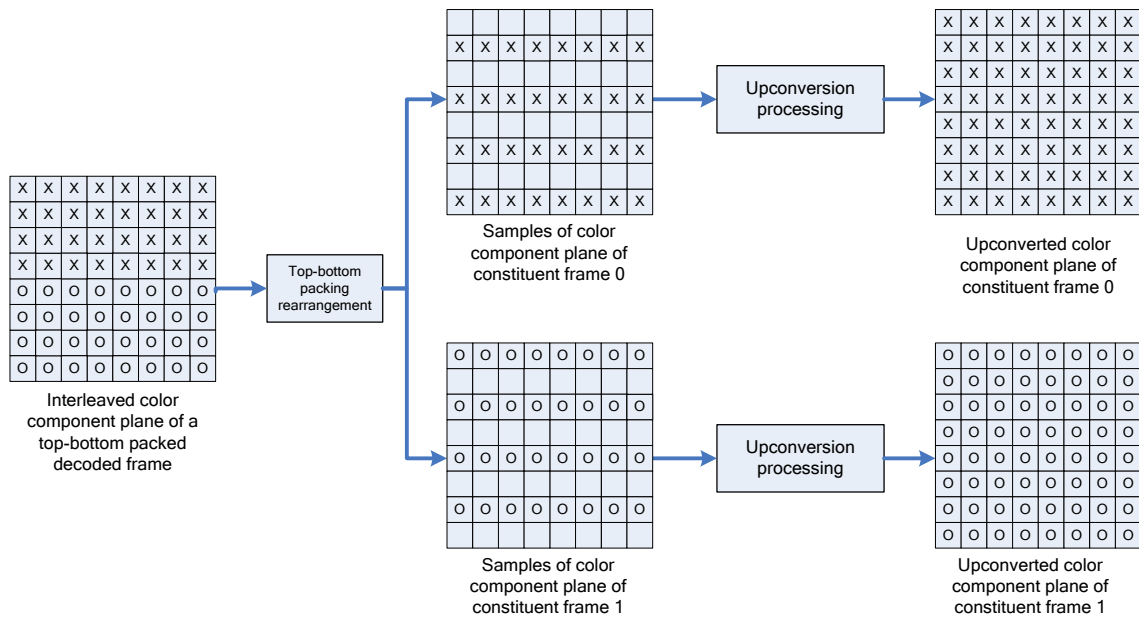 X X X X X X X X
X X X X X X X X
X X X X X X X X
X X X X X X X X
O O O O O O O O
O O O O O O O O
O O O O O O O O
O O O O O O O O
Interleaved color
component plane of a
top-bottom packed
decoded frame
Top-bottom
packing
rearrangement
X X X X X X X X
X X X X X X X X
X X X X X X X X
X X X X X X X X
Samples of color
component plane of
constituent frame 0
Upconversion
processing
X X X X X X X X
X X X X X X X X
X X X X X X X X
X X X X X X X X
X X X X X X X X
X X X X X X X X
X X X X X X X X
X X X X X X X X
Upconverted color
component plane of
constituent frame 0
O O O O O O O O
O O O O O O O O
O O O O O O O O
O O O O O O O O
Samples of color
component plane of
constituent frame 1
Upconversion
processing
O O O O O O O O
O O O O O O O O
O O O O O O O O
O O O O O O O O
O O O O O O O O
O O O O O O O O
O O O O O O O O
O O O O O O O O
Upconverted color
component plane of
constituent frame 1